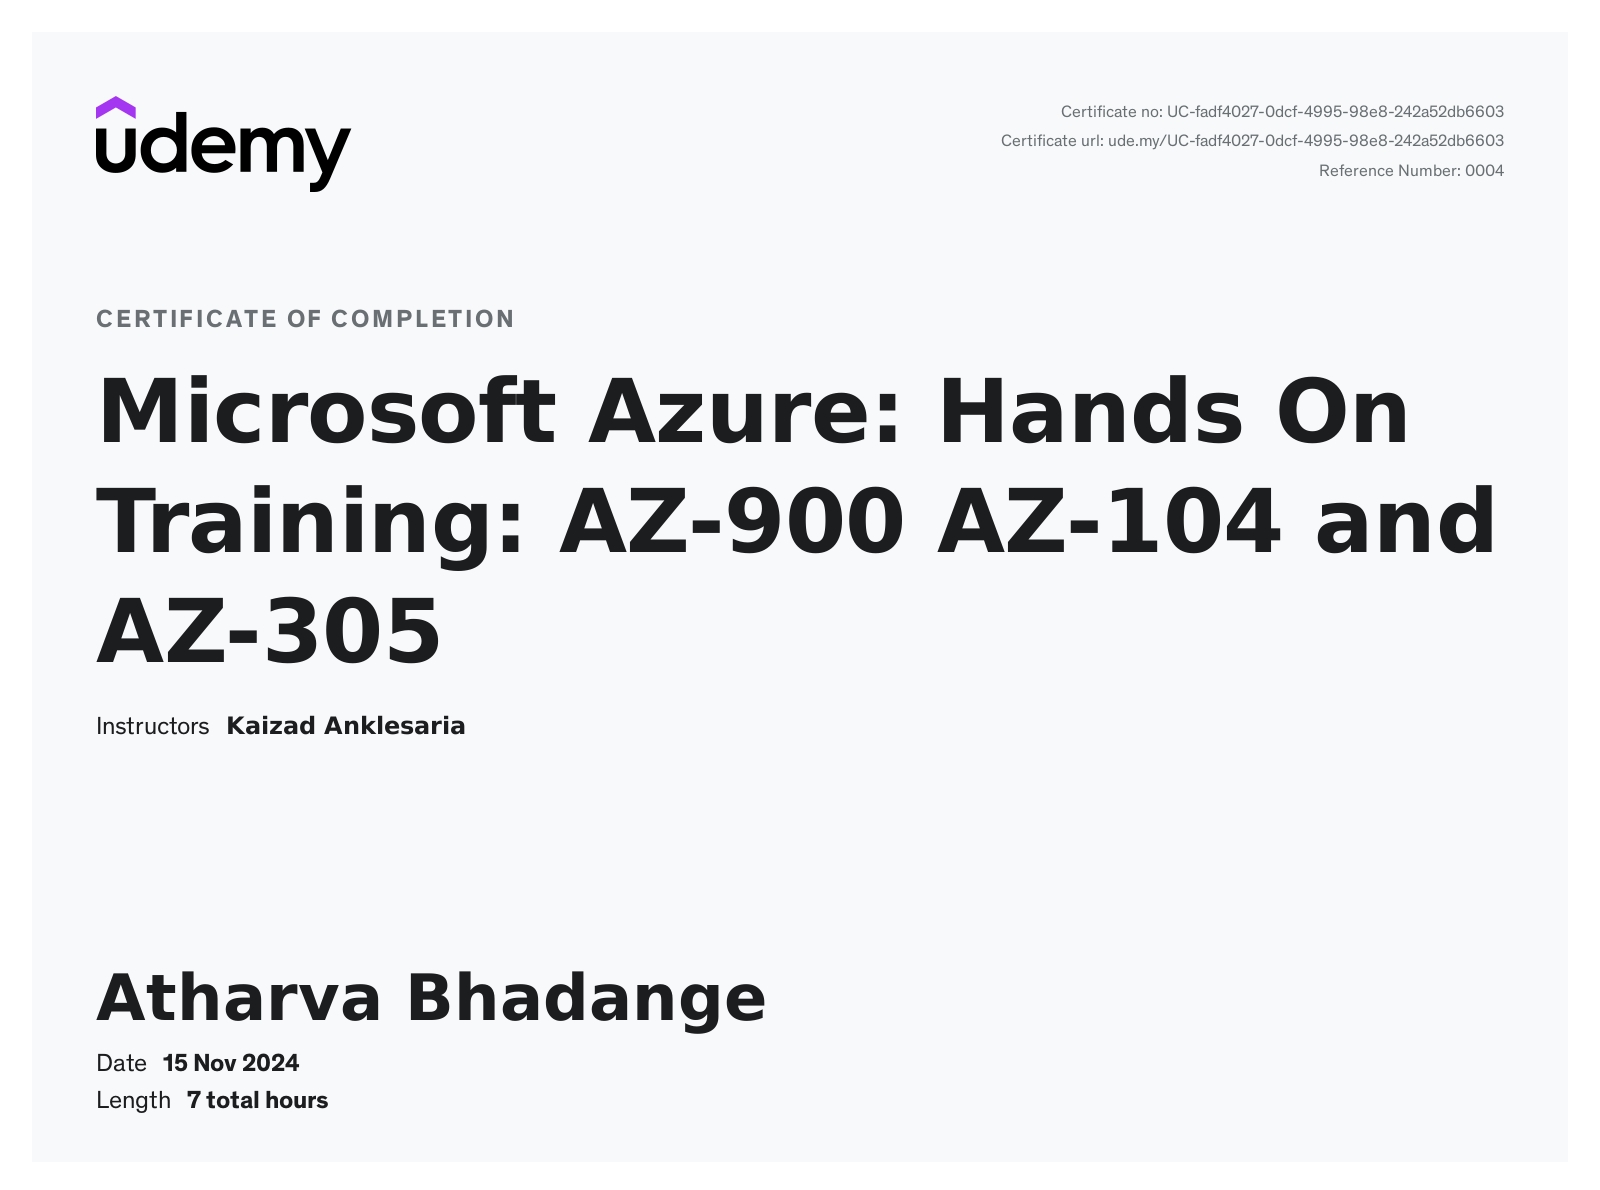 udemy
Certificate no: UC-fadf4027-0dcf-4995-98e8-242a52db6603
Certificate url: ude.my/UC-fadf4027-0dcf-4995-98e8-242a52db6603
Reference Number: 0004
CERTIFICATE OF COMPLETION
Microsoft Azure: Hands On
Training: AZ-900 AZ-104 and
AZ-305
Instructors Kaizad Anklesaria
Atharva Bhadange
Date 15 Nov 2024
Length 7 total hours